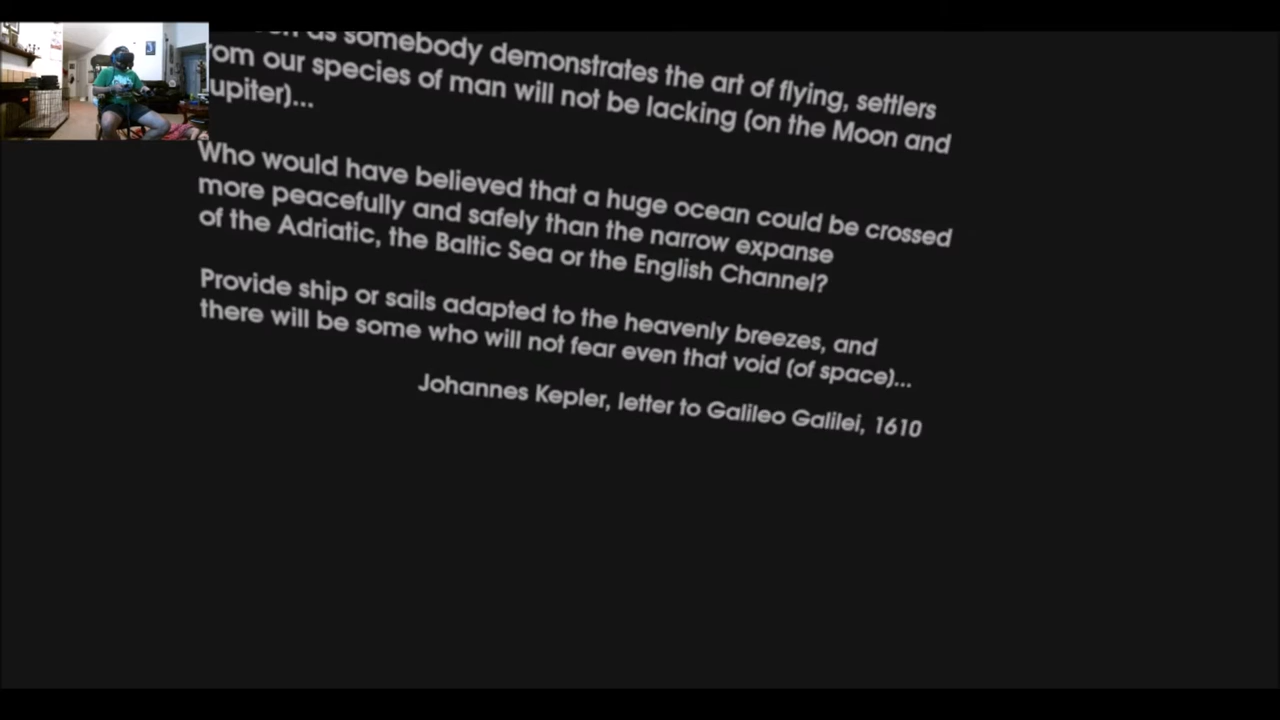 as somebody demonstrates the art of flying, settlers
from our species of man will not be lacking (on the Moon and
Jupiter)...
Who would have believed that a huge ocean could be crossed
more peacefully and safely than the narrow expanse
of the Adriatic, the Baltic Sea or the English Channel?
Provide ship or sails adapted to the heavenly breezes, and
there will be some who will not fear even that void (of space)...
Johannes Kepler, letter to Galileo Galilei, 1610